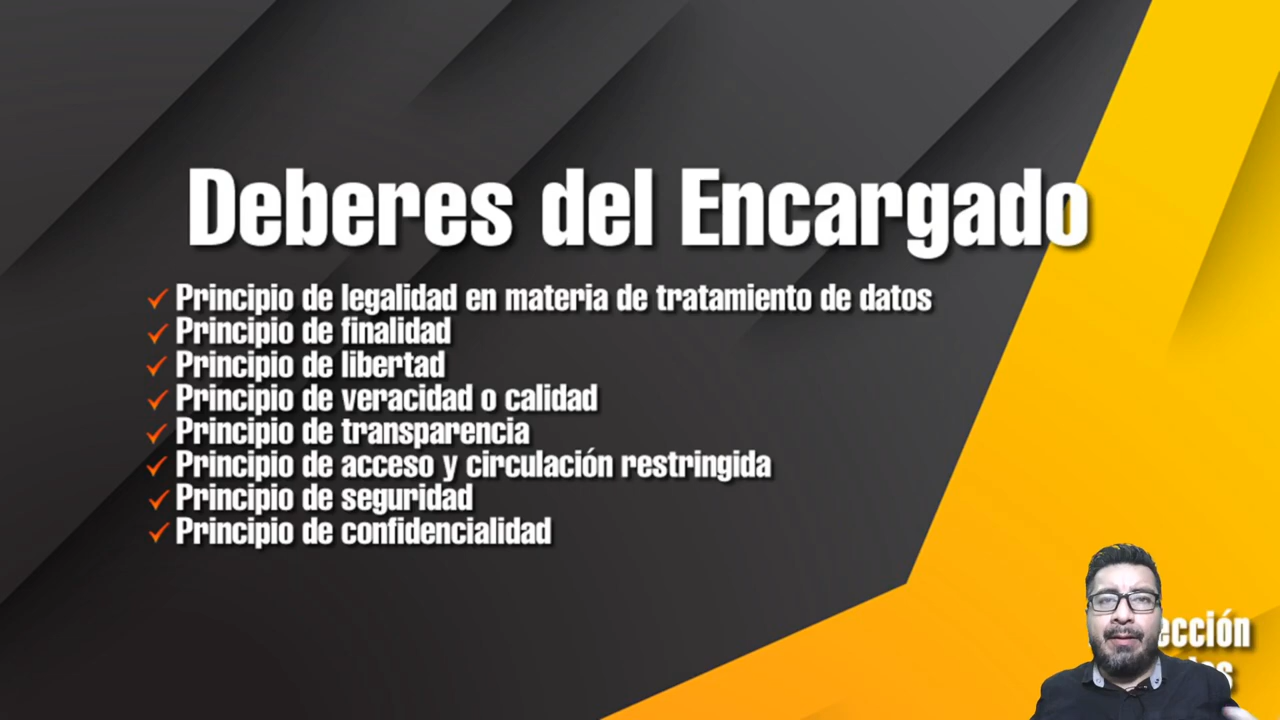 Deberes del Encargado
Principio de legalidad en materia de tratamiento de datos
Principio de finalidad
Principio de libertad
Principio de veracidad o calidad
Principio de transparencia
Principio de acceso y circulación restringida
Principio de seguridad
Principio de confidencialidad